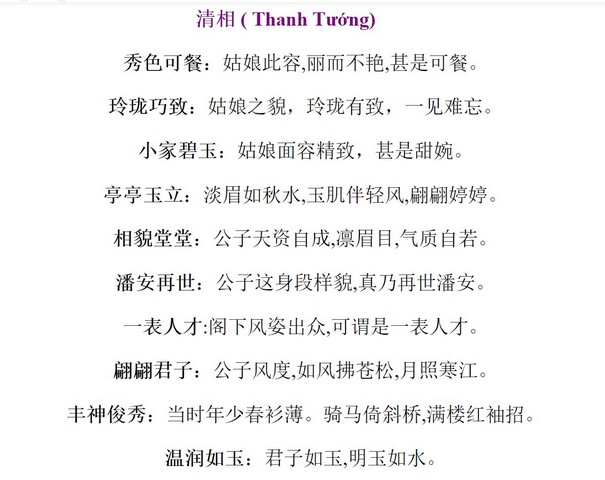 清相 ( Thanh Tướng)
秀色可餐：姑娘此容,丽而不艳,甚是可餐。
玲珑巧致：姑娘之貌，玲珑有致，一见难忘。
小家碧玉：姑娘面容精致，甚是甜婉。
亭亭玉立：淡眉如秋水,玉肌伴轻风,翩翩婷婷。
相貌堂堂：公子天资自成,凛眉目,气质自若。
潘安再世：公子这身段样貌,真乃再世潘安。
一表人才:阁下风姿出众,可谓是一表人才。
翩翩君子：公子风度,如风拂苍松,月照寒江。
丰神俊秀：当时年少春衫薄。骑马倚斜桥,满楼红袖招。
温润如玉：君子如玉,明玉如水。